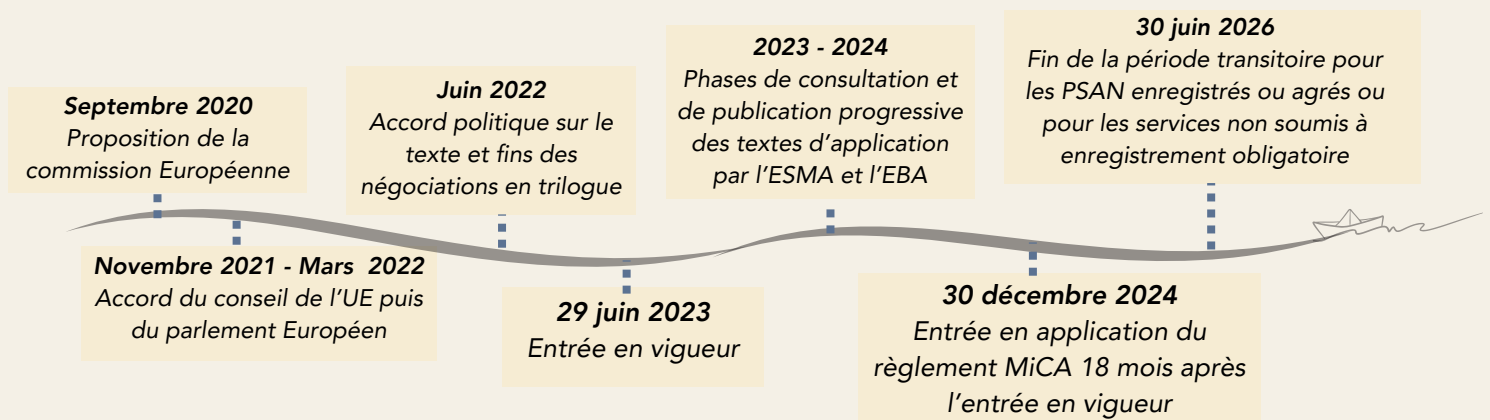 Septembre 2020
Proposition de la
commission Européenne
Novembre 2021 - Mars 2022
Accord du conseil de l'UE puis
du parlement Européen
Juin 2022
Accord politique sur le
texte et fins des
négociations en trilogue
29 juin 2023
Entrée en vigueur
2023 - 2024
Phases de consultation et
de publication progressive
des textes d'application
par l'ESMA et l'EBA
30 décembre 2024
Entrée en application du
règlement MiCA 18 mois après
l'entrée en vigueur
30 juin 2026
Fin de la période transitoire pour
les PSAN enregistrés ou agrés ou
pour les services non soumis à
enregistrement obligatoire